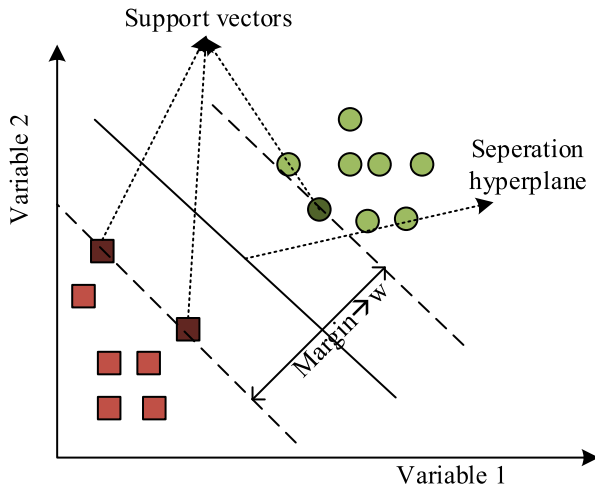 Support vectors
Variable 2
Seperation
hyperplane
Margin
w
Variable 1